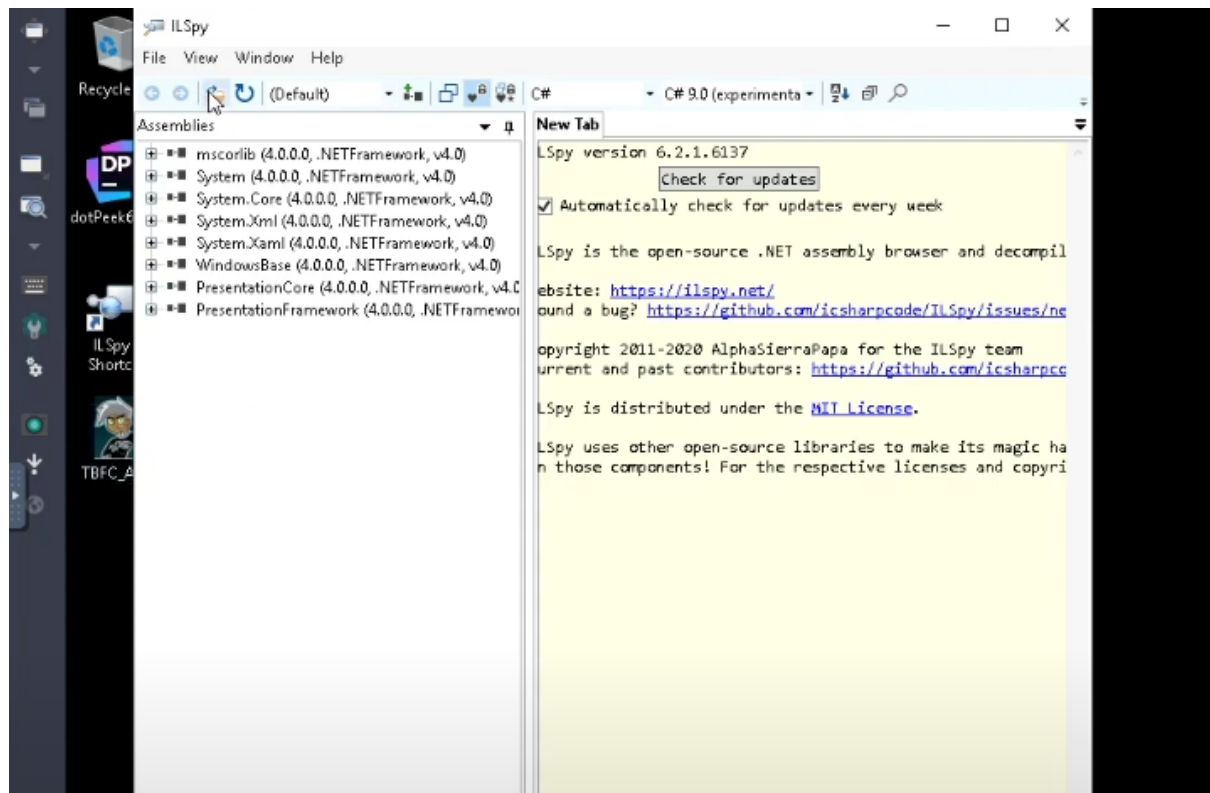 ILSpy
File View Window Help
Recycle
(Default)
C#
C# 9.0 (experimenta
Assemblies
New Tab
mscorlib (4.0.0.0, .NETFramework, v4.0)
System (4.0.0.0, .NETFramework, v4.0)
System.Core (4.0.0.0, .NETFramework, v4.0)
System.Xml (4.0.0.0, .NETFramework, v4.0)
System.Xaml (4.0.0.0, .NETFramework, v4.0)
WindowsBase (4.0.0.0, .NETFramework, v4.0)
PresentationCore (4.0.0.0, .NETFramework, v4.0
PresentationFramework (4.0.0.0, .NETFramewor
DP
dotPeek6
ILSpy
Shortc
TBFC_A
LSpy version 6.2.1.6137
Check for updates
Automatically check for updates every week
LSpy is the open-source .NET assembly browser and decompil
ebsite: https://ilspy.net/
ound a bug? https://github.com/icsharpcode/ILSpy/issues/ne
opyright 2011-2020 AlphaSierraPapa for the ILSpy team
urrent and past contributors: https://github.com/icsharpco
LSpy is distributed under the MIT License.
LSpy uses other open-source libraries to make its magic ha
n those components! For the respective licenses and copyri